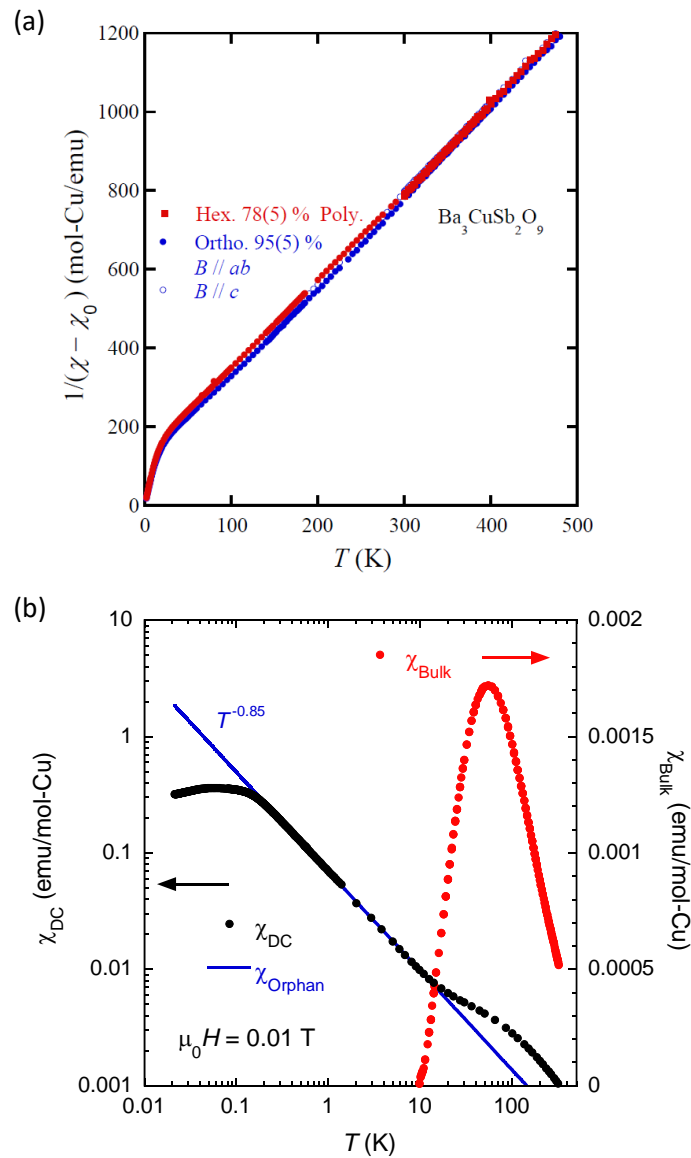 (a)
1200
1000
800
600
400
200
0
1/(χ − χ₀) (mol-Cu/emu)
Hex. 78(5) % Poly.
Ortho. 95(5) %
B // ab
B // c
Ba₃CuSb₂O₉
0 100 200 300 400 500
T (K)
(b)
10
1
0.1
0.01
0.001
χDC (emu/mol-Cu)
T⁻⁰·⁸⁵
χBulk
χDC
χOrphan
μ₀H = 0.01 T
0.002
0.0015
0.001
0.0005
0
χBulk (emu/mol-Cu)
0.01 0.1 1 10 100
T (K)